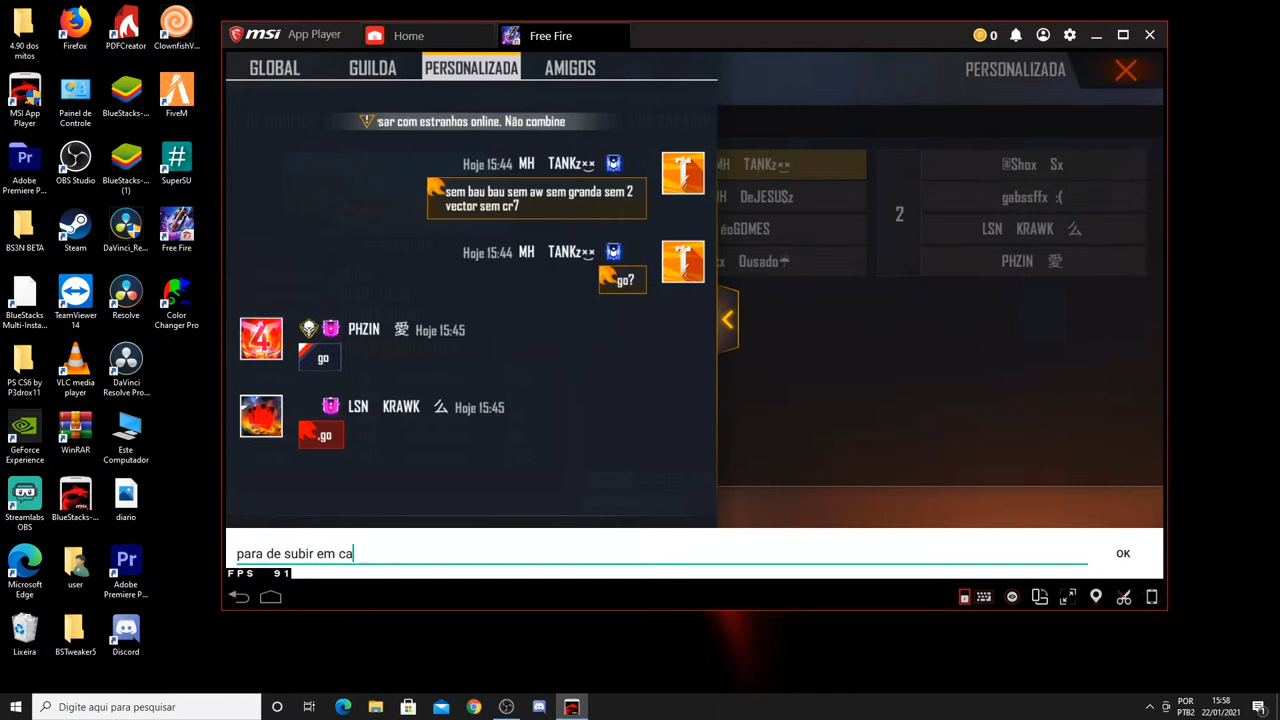 4.90 dos
mitos
Firefox
PDFCreator
ClownfishV...
MSI App
Player
Painel de
Controle
BlueStacks-...
FiveM
Adobe
Premiere P...
OBS Studio
BlueStacks-...
(1)
SuperSU
BS3N BETA
Steam
DaVinci_Re...
Free Fire
BlueStacks
Multi-Insta...
TeamViewer
14
Resolve
Color
Changer Pro
PS CS6 by
P3drox11
VLC media
player
DaVinci
Resolve Pro...
GeForce
Experience
WinRAR
Este
Computador
Streamlabs
OBS
BlueStacks-...
diario
Microsoft
Edge
user
Adobe
Premiere P...
Lixeira
BSTweaker5
Discord
msi App Player
Home
Free Fire
0
GLOBAL GUILDA PERSONALIZADA AMIGOS
PERSONALIZADA
sar com estranhos online. Não combine
Hoje 15:44 MH TANKz
sem bau bau sem aw sem granda sem 2
vector sem cr7
Hoje 15:44 MH TANKz
go?
PHZIN 愛 Hoje 15:45
go
LSN KRAWK 么 Hoje 15:45
,go
MH TANKz
DeJESU$z
éoGOMES
Ousado☂
2
Shox Sx
gabssffx :(
LSN KRAWK 么
PHZIN 愛
para de subir em ca
OK
FPS 91
Digite aqui para pesquisar
POR
PTB2
15:58
22/01/2021